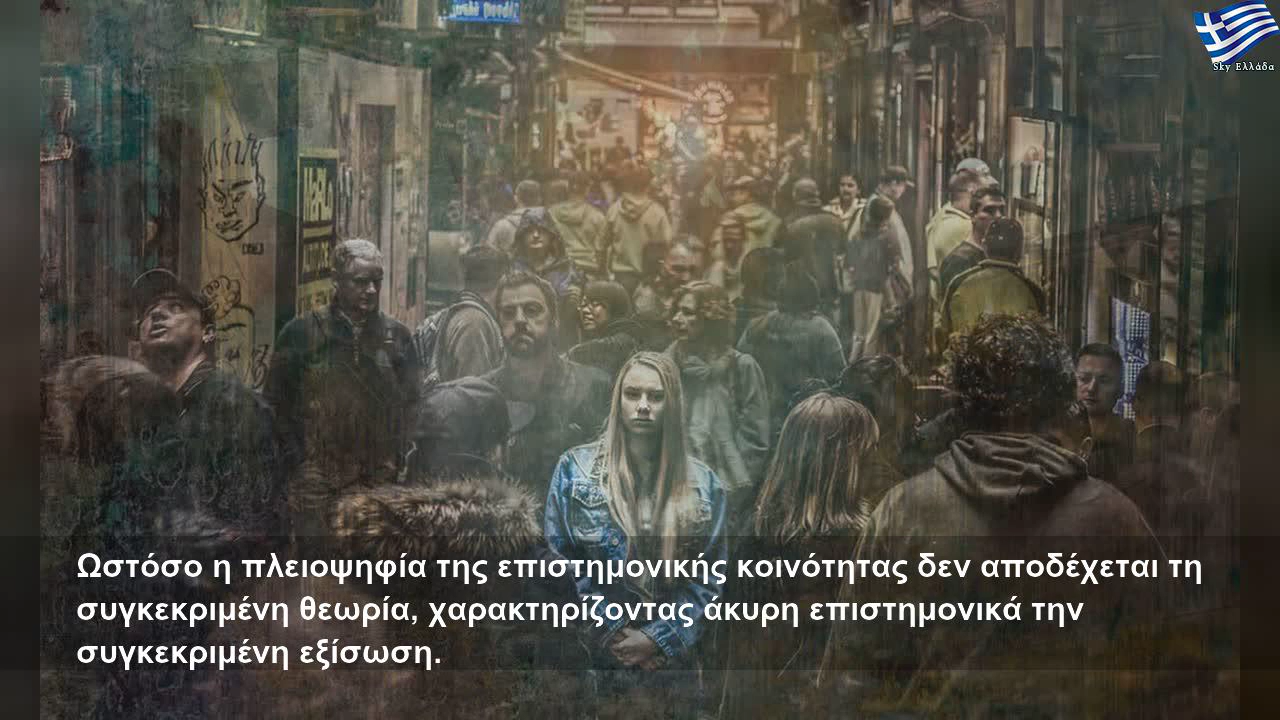 Sky Ελλάδα
Ωστόσο η πλειοψηφία της επιστημονικής κοινότητας δεν αποδέχεται τη
συγκεκριμένη θεωρία, χαρακτηρίζοντας άκυρη επιστημονικά την
συγκεκριμένη εξίσωση.